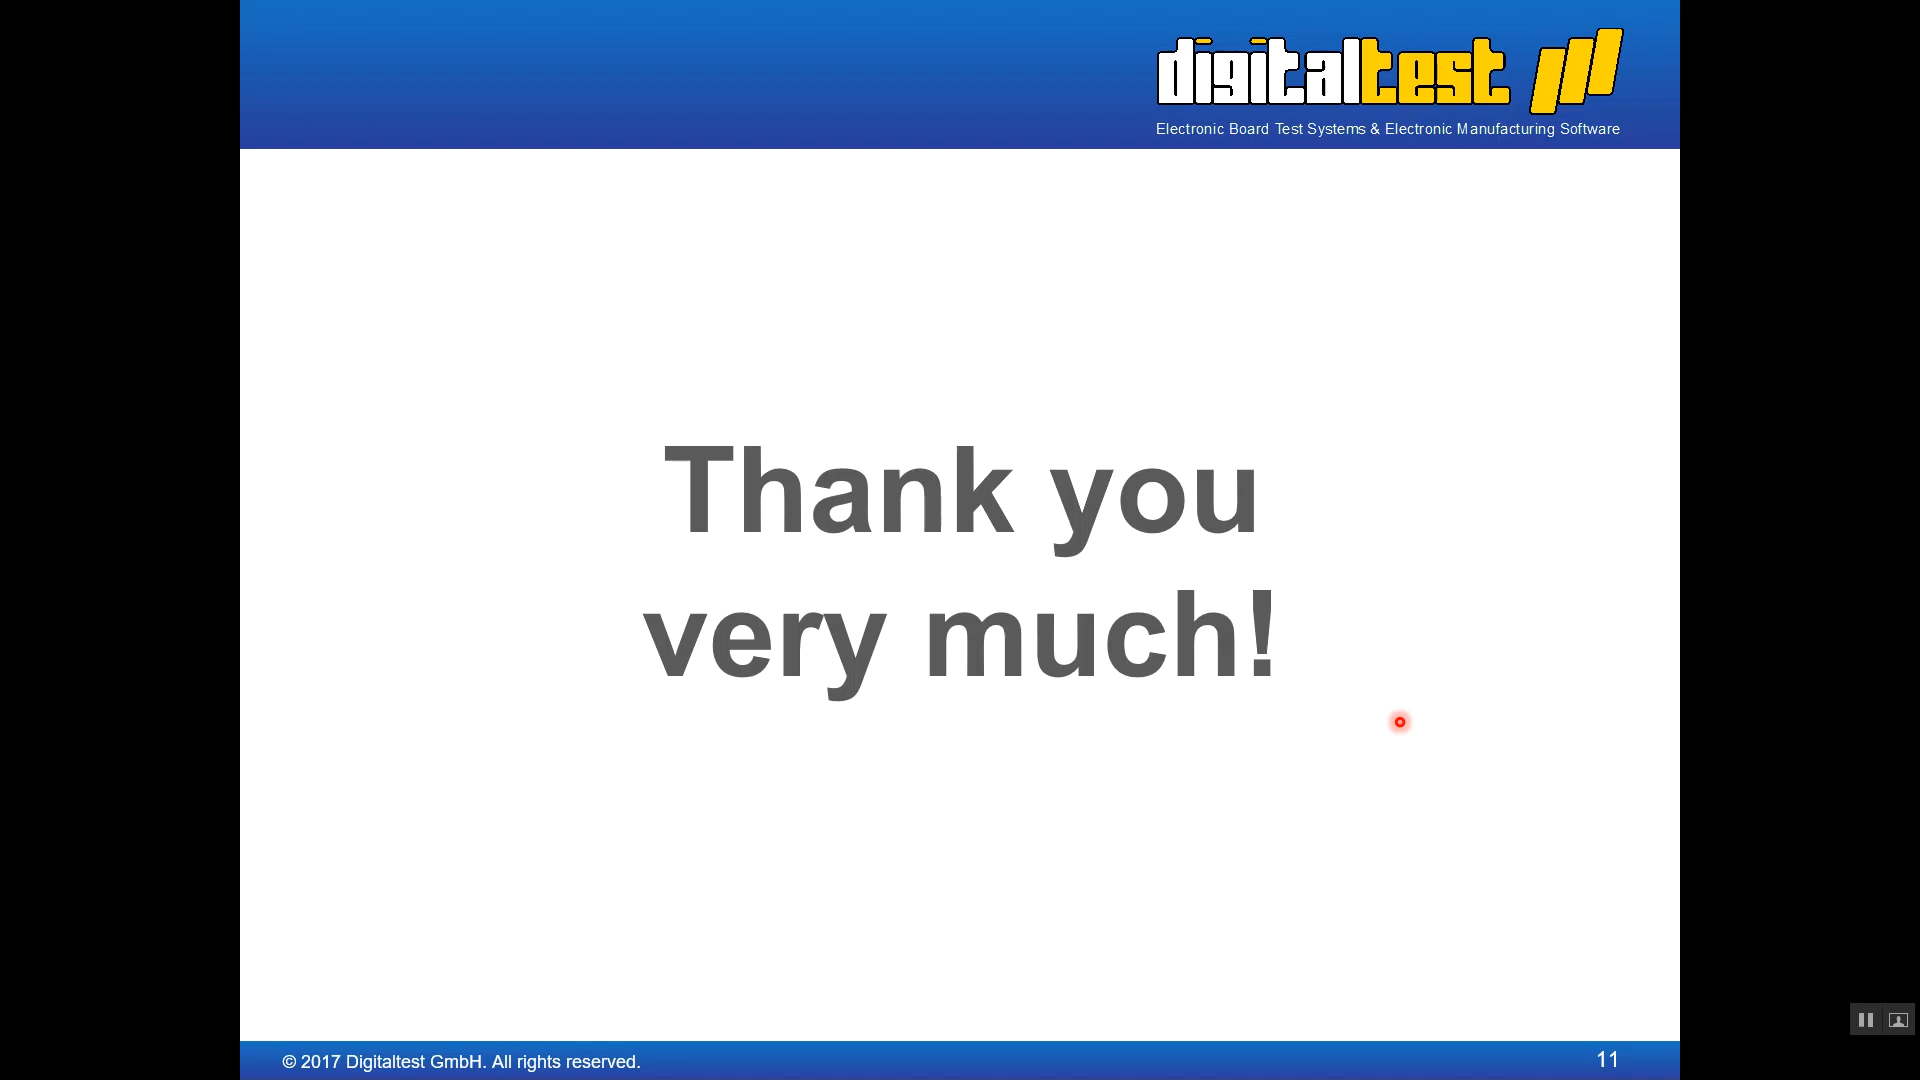 digitaltest
Electronic Board Test Systems & Electronic Manufacturing Software
Thank you
very much!
© 2017 Digitaltest GmbH. All rights reserved.
11